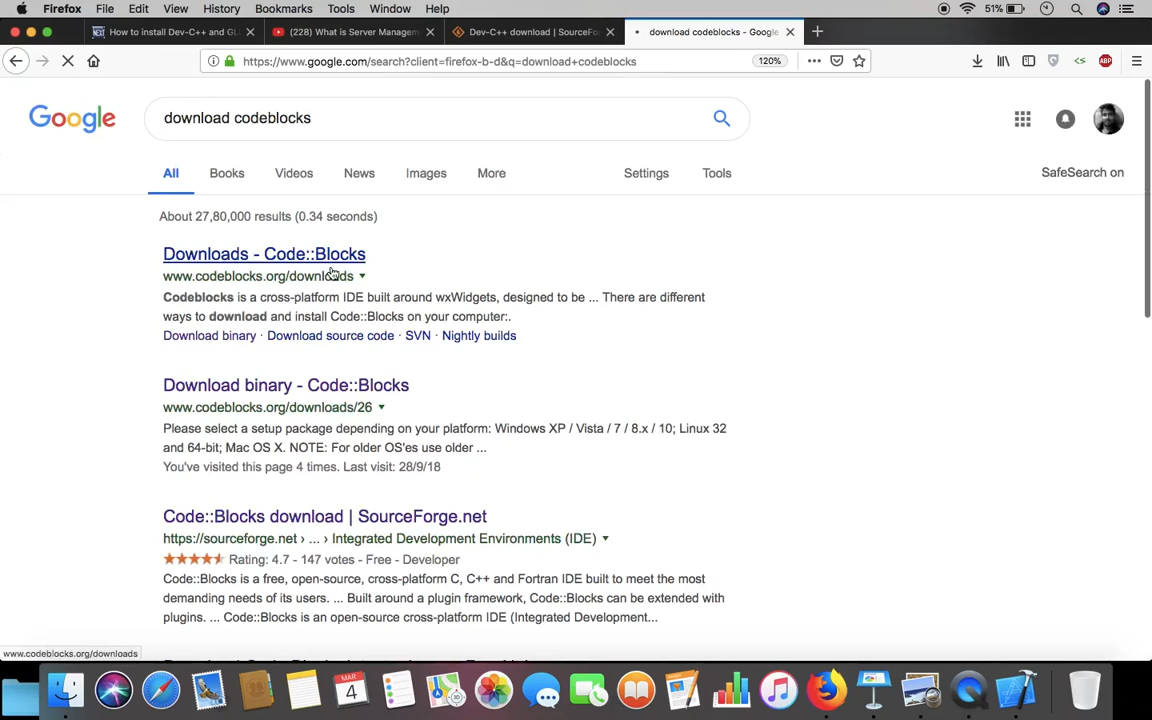 Firefox File Edit View History Bookmarks Tools Window Help 51%
How to install Dev-C++ and GL (228) What is Server Managem Dev-C++ download | SourceFo download codeblocks - Google
https://www.google.com/search?client=firefox-b-d&q=download+codeblocks 120% ABP
Google download codeblocks
All Books Videos News Images More Settings Tools SafeSearch on
About 27,80,000 results (0.34 seconds)
Downloads - Code::Blocks
www.codeblocks.org/downloads
Codeblocks is a cross-platform IDE built around wxWidgets, designed to be ... There are different
ways to download and install Code::Blocks on your computer:.
Download binary · Download source code · SVN · Nightly builds
Download binary - Code::Blocks
www.codeblocks.org/downloads/26
Please select a setup package depending on your platform: Windows XP / Vista / 7 / 8.x / 10; Linux 32
and 64-bit; Mac OS X. NOTE: For older OS'es use older ...
You've visited this page 4 times. Last visit: 28/9/18
Code::Blocks download | SourceForge.net
https://sourceforge.net › ... › Integrated Development Environments (IDE)
Rating: 4.7 - 147 votes - Free - Developer
Code::Blocks is a free, open-source, cross-platform C, C++ and Fortran IDE built to meet the most
demanding needs of its users. ... Built around a plugin framework, Code::Blocks can be extended with
plugins. ... Code::Blocks is an open-source cross-platform IDE (Integrated Development...
www.codeblocks.org/downloads
MAR
4